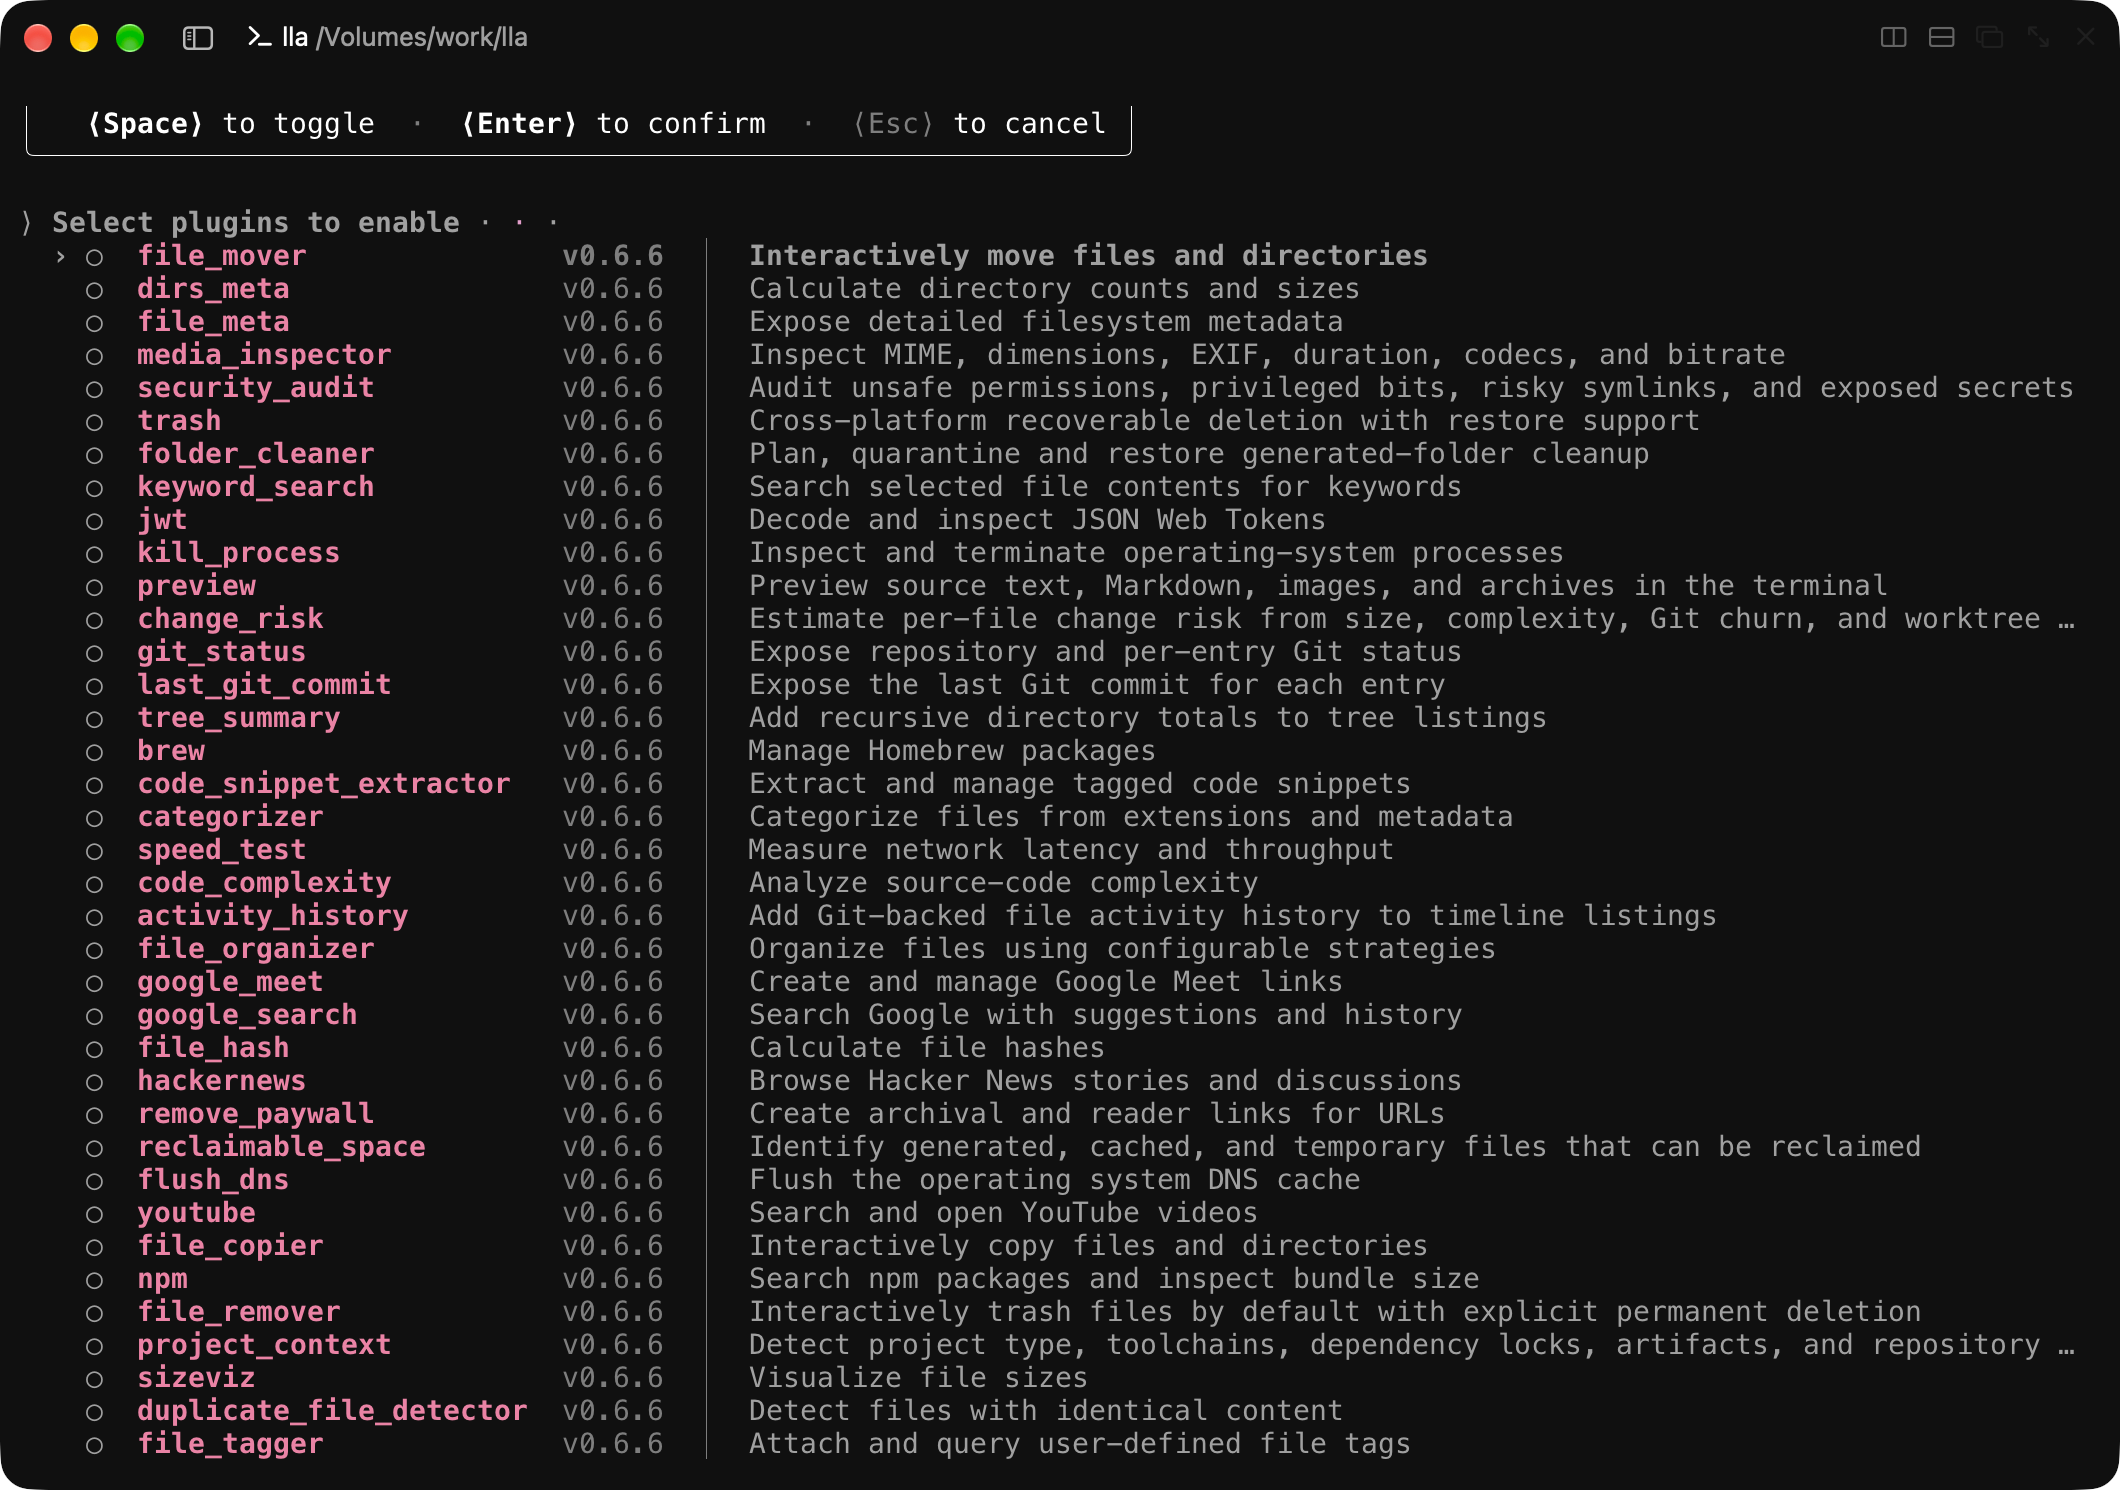 lla /Volumes/work/lla
⟨Space⟩ to toggle · ⟨Enter⟩ to confirm · ⟨Esc⟩ to cancel
⟩ Select plugins to enable · · ·
› ○ file_mover v0.6.6 │ Interactively move files and directories
○ dirs_meta v0.6.6 │ Calculate directory counts and sizes
○ file_meta v0.6.6 │ Expose detailed filesystem metadata
○ media_inspector v0.6.6 │ Inspect MIME, dimensions, EXIF, duration, codecs, and bitrate
○ security_audit v0.6.6 │ Audit unsafe permissions, privileged bits, risky symlinks, and exposed secrets
○ trash v0.6.6 │ Cross-platform recoverable deletion with restore support
○ folder_cleaner v0.6.6 │ Plan, quarantine and restore generated-folder cleanup
○ keyword_search v0.6.6 │ Search selected file contents for keywords
○ jwt v0.6.6 │ Decode and inspect JSON Web Tokens
○ kill_process v0.6.6 │ Inspect and terminate operating-system processes
○ preview v0.6.6 │ Preview source text, Markdown, images, and archives in the terminal
○ change_risk v0.6.6 │ Estimate per-file change risk from size, complexity, Git churn, and worktree …
○ git_status v0.6.6 │ Expose repository and per-entry Git status
○ last_git_commit v0.6.6 │ Expose the last Git commit for each entry
○ tree_summary v0.6.6 │ Add recursive directory totals to tree listings
○ brew v0.6.6 │ Manage Homebrew packages
○ code_snippet_extractor v0.6.6 │ Extract and manage tagged code snippets
○ categorizer v0.6.6 │ Categorize files from extensions and metadata
○ speed_test v0.6.6 │ Measure network latency and throughput
○ code_complexity v0.6.6 │ Analyze source-code complexity
○ activity_history v0.6.6 │ Add Git-backed file activity history to timeline listings
○ file_organizer v0.6.6 │ Organize files using configurable strategies
○ google_meet v0.6.6 │ Create and manage Google Meet links
○ google_search v0.6.6 │ Search Google with suggestions and history
○ file_hash v0.6.6 │ Calculate file hashes
○ hackernews v0.6.6 │ Browse Hacker News stories and discussions
○ remove_paywall v0.6.6 │ Create archival and reader links for URLs
○ reclaimable_space v0.6.6 │ Identify generated, cached, and temporary files that can be reclaimed
○ flush_dns v0.6.6 │ Flush the operating system DNS cache
○ youtube v0.6.6 │ Search and open YouTube videos
○ file_copier v0.6.6 │ Interactively copy files and directories
○ npm v0.6.6 │ Search npm packages and inspect bundle size
○ file_remover v0.6.6 │ Interactively trash files by default with explicit permanent deletion
○ project_context v0.6.6 │ Detect project type, toolchains, dependency locks, artifacts, and repository …
○ sizeviz v0.6.6 │ Visualize file sizes
○ duplicate_file_detector v0.6.6 │ Detect files with identical content
○ file_tagger v0.6.6 │ Attach and query user-defined file tags